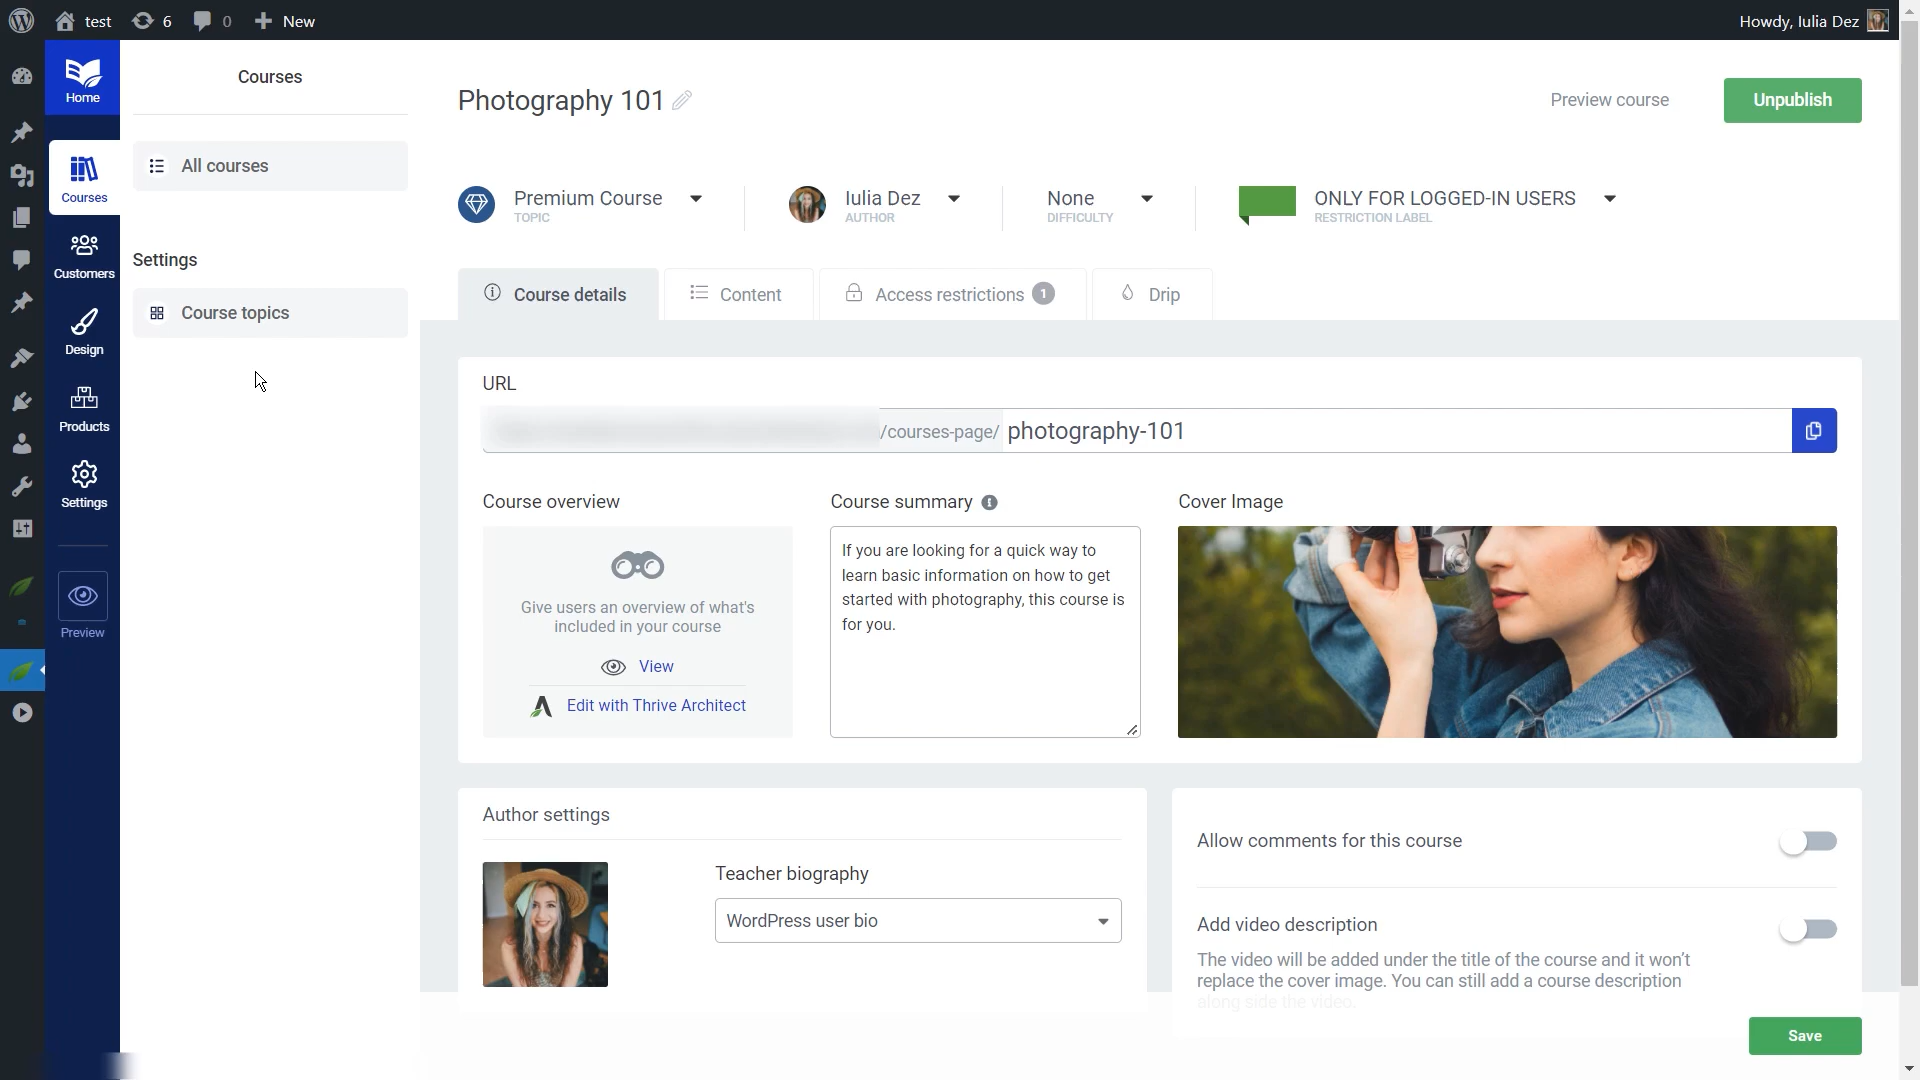 test
6
0
New
Howdy, Iulia Dez
Home
Courses
Customers
Design
Products
Settings
Preview
Courses
All courses
Settings
Course topics
Photography 101
Preview course
Unpublish
Premium Course
TOPIC
Iulia Dez
AUTHOR
None
DIFFICULTY
ONLY FOR LOGGED-IN USERS
RESTRICTION LABEL
Course details
Content
Access restrictions 1
Drip
URL
/courses-page/ photography-101
Course overview
Give users an overview of what's
included in your course
View
Edit with Thrive Architect
Course summary
If you are looking for a quick way to
learn basic information on how to get
started with photography, this course is
for you.
Cover Image
Author settings
Teacher biography
WordPress user bio
Allow comments for this course
Add video description
The video will be added under the title of the course and it won't
replace the cover image. You can still add a course description
along side the video.
Save